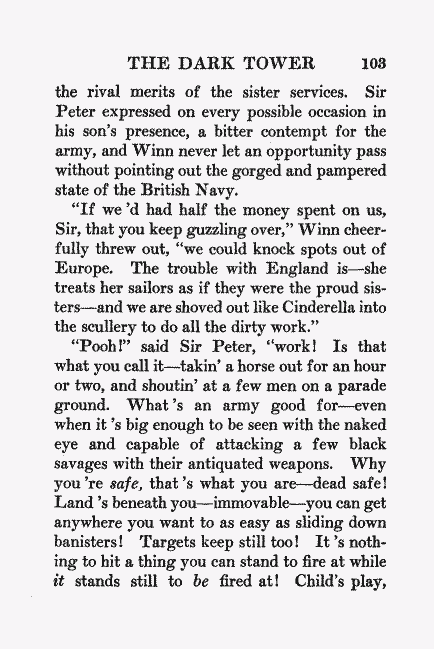 THE DARK TOWER 103
the rival merits of the sister services. Sir
Peter expressed on every possible occasion in
his son's presence, a bitter contempt for the
army, and Winn never let an opportunity pass
without pointing out the gorged and pampered
state of the British Navy.
"If we 'd had half the money spent on us,
Sir, that you keep guzzling over," Winn cheer-
fully threw out, "we could knock spots out of
Europe. The trouble with England is—she
treats her sailors as if they were the proud sis-
ters—and we are shoved out like Cinderella into
the scullery to do all the dirty work."
"Pooh!" said Sir Peter, "work! Is that
what you call it—takin' a horse out for an hour
or two, and shoutin' at a few men on a parade
ground. What 's an army good for—even
when it 's big enough to be seen with the naked
eye and capable of attacking a few black
savages with their antiquated weapons. Why
you 're safe, that 's what you are—dead safe!
Land 's beneath you—immovable—you can get
anywhere you want to as easy as sliding down
banisters! Targets keep still too! It 's noth-
ing to hit a thing you can stand to fire at while
it stands still to be fired at! Child's play,